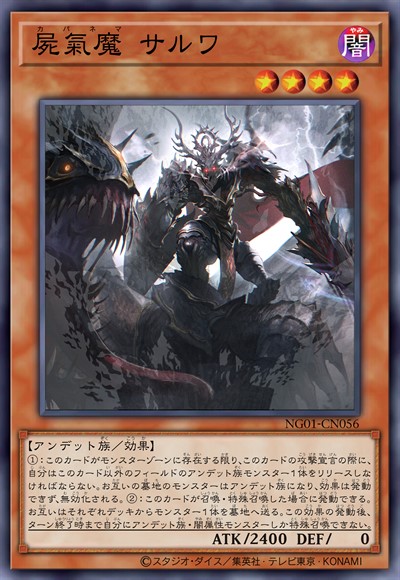 カバネマ
屍氣魔 サルワ
やみ
闇
NG01-CN056
【アンデット族／効果】
①：このカードがモンスターゾーンに存在する限り、このカードの攻撃宣言の際に、
自分はこのカード以外のフィールドのアンデット族モンスター1体をリリースしな
ければならない。お互いの墓地のモンスターはアンデット族になり、効果は発動
できず、無効化される。②：このカードが召喚・特殊召喚した場合に発動できる。
お互いはそれぞれデッキからモンスター1体を墓地へ送る。この効果の発動後、
ターン終了時まで自分はアンデット族・闇属性モンスターしか特殊召喚できない。
ATK/2400 DEF/ 0
©スタジオ・ダイス／集英社・テレビ東京・KONAMI